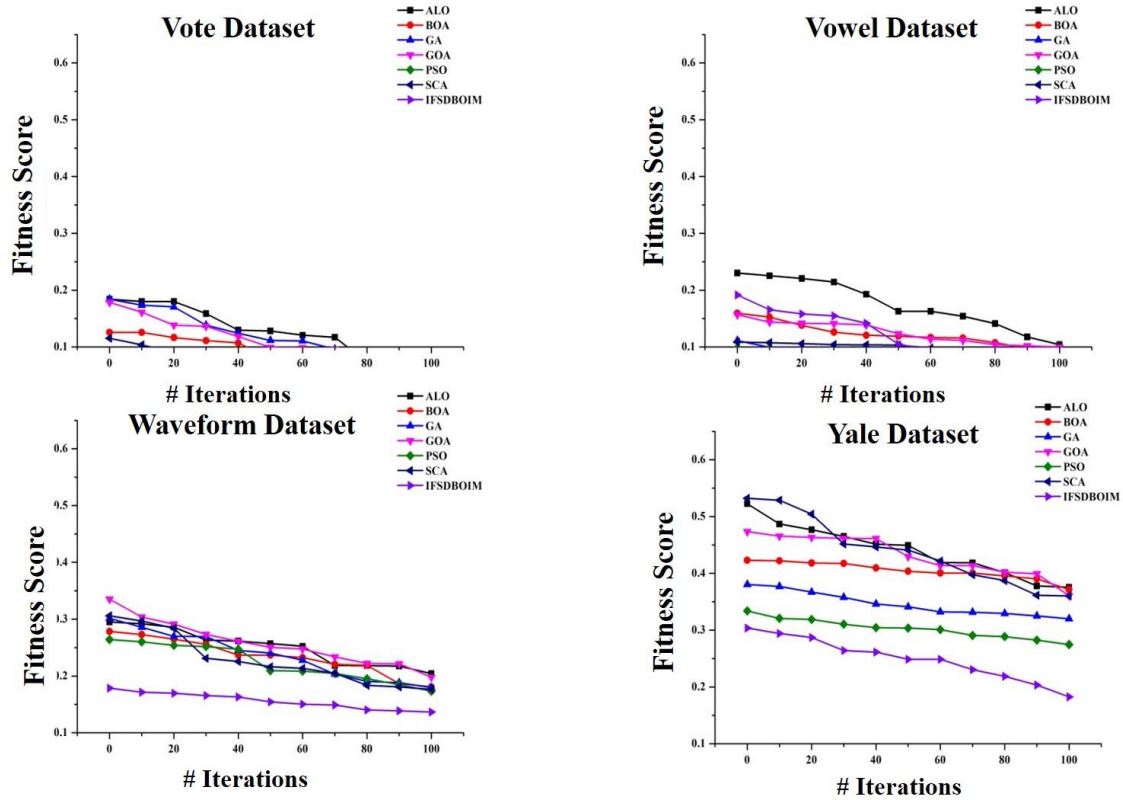 Vote Dataset
ALO
BOA
GA
GOA
PSO
SCA
IFSDBOIM
Fitness Score
0.6
0.5
0.4
0.3
0.2
0.1
0 20 40 60 80 100
# Iterations
Vowel Dataset
ALO
BOA
GA
GOA
PSO
SCA
IFSDBOIM
Fitness Score
0.6
0.5
0.4
0.3
0.2
0.1
0 20 40 60 80 100
# Iterations
Waveform Dataset
ALO
BOA
GA
GOA
PSO
SCA
IFSDBOIM
Fitness Score
0.6
0.5
0.4
0.3
0.2
0.1
0 20 40 60 80 100
# Iterations
Yale Dataset
ALO
BOA
GA
GOA
PSO
SCA
IFSDBOIM
Fitness Score
0.6
0.5
0.4
0.3
0.2
0.1
0 20 40 60 80 100
# Iterations